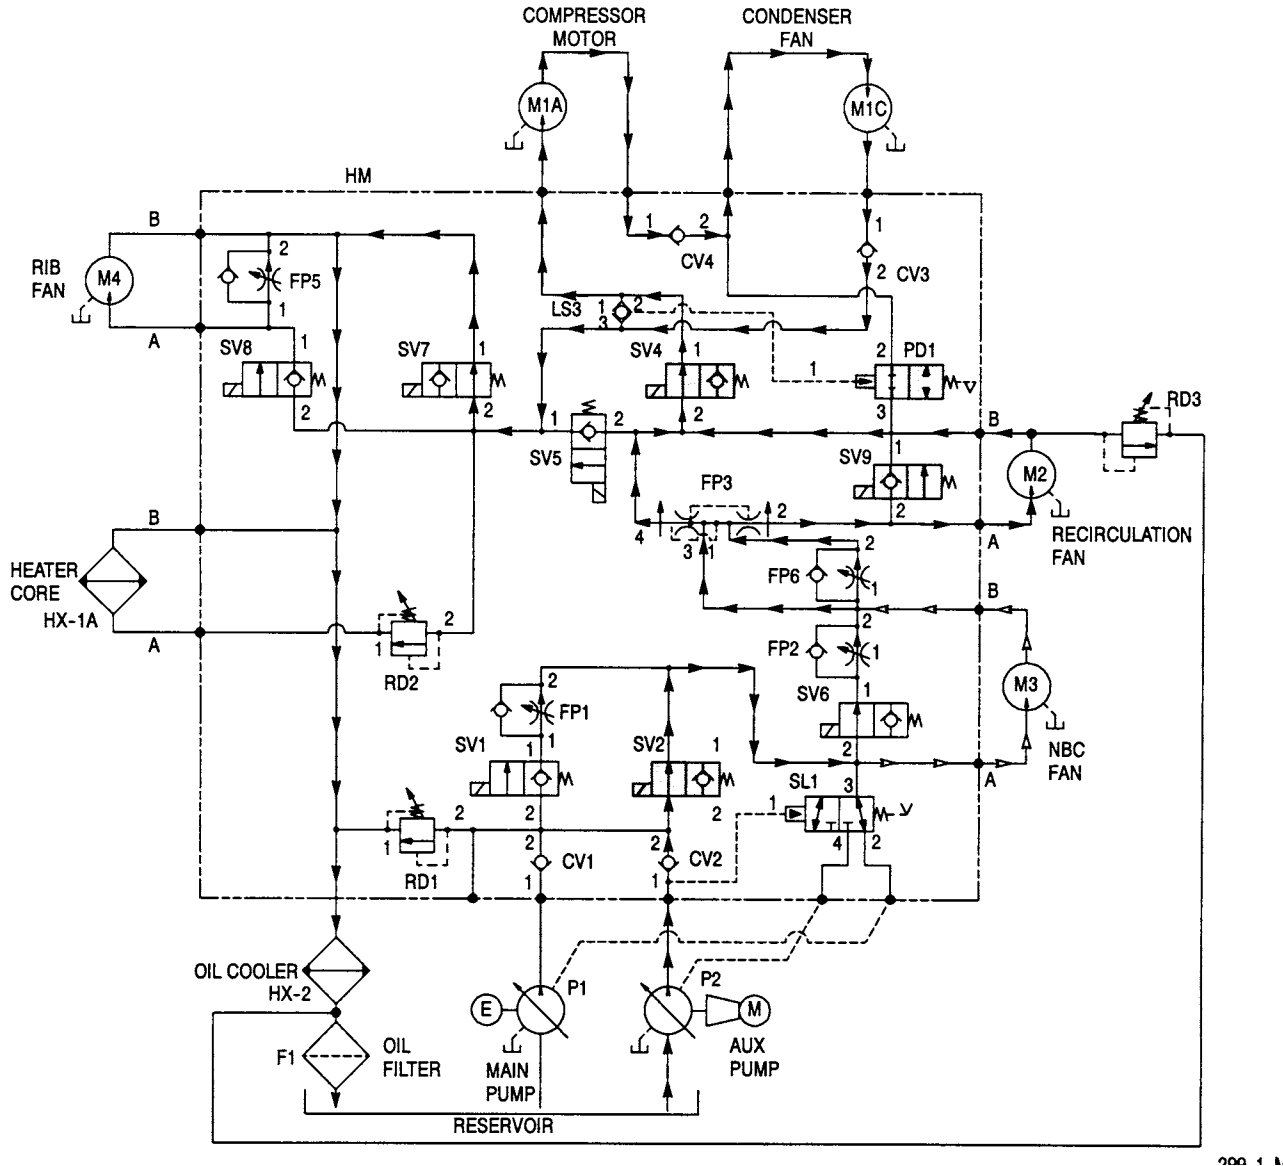 COMPRESSOR
MOTOR
CONDENSER
FAN
M1A
M1C
HM
B
1
2
1
CV4
2
CV3
RIB
FAN
M4
2
FP5
1
A
LS3
1
2
3
SV8
1
SV7
1
SV4
1
2
PD1
1
3
2
2
1
2
2
B
RD3
SV5
SV9
1
M2
FP3
2
2
4
3
1
A
RECIRCULATION
FAN
B
HEATER
CORE
HX-1A
A
2
FP6
1
B
2
FP2
1
1
2
RD2
M3
2
FP1
1
SV6
1
2
NBC
FAN
SV1
1
SV2
1
A
SL1
3
2
2
1
4
2
2
1
RD1
2
CV1
1
2
CV2
1
OIL COOLER
HX-2
P1
P2
E
M
F1
OIL
FILTER
MAIN
PUMP
AUX
PUMP
RESERVOIR